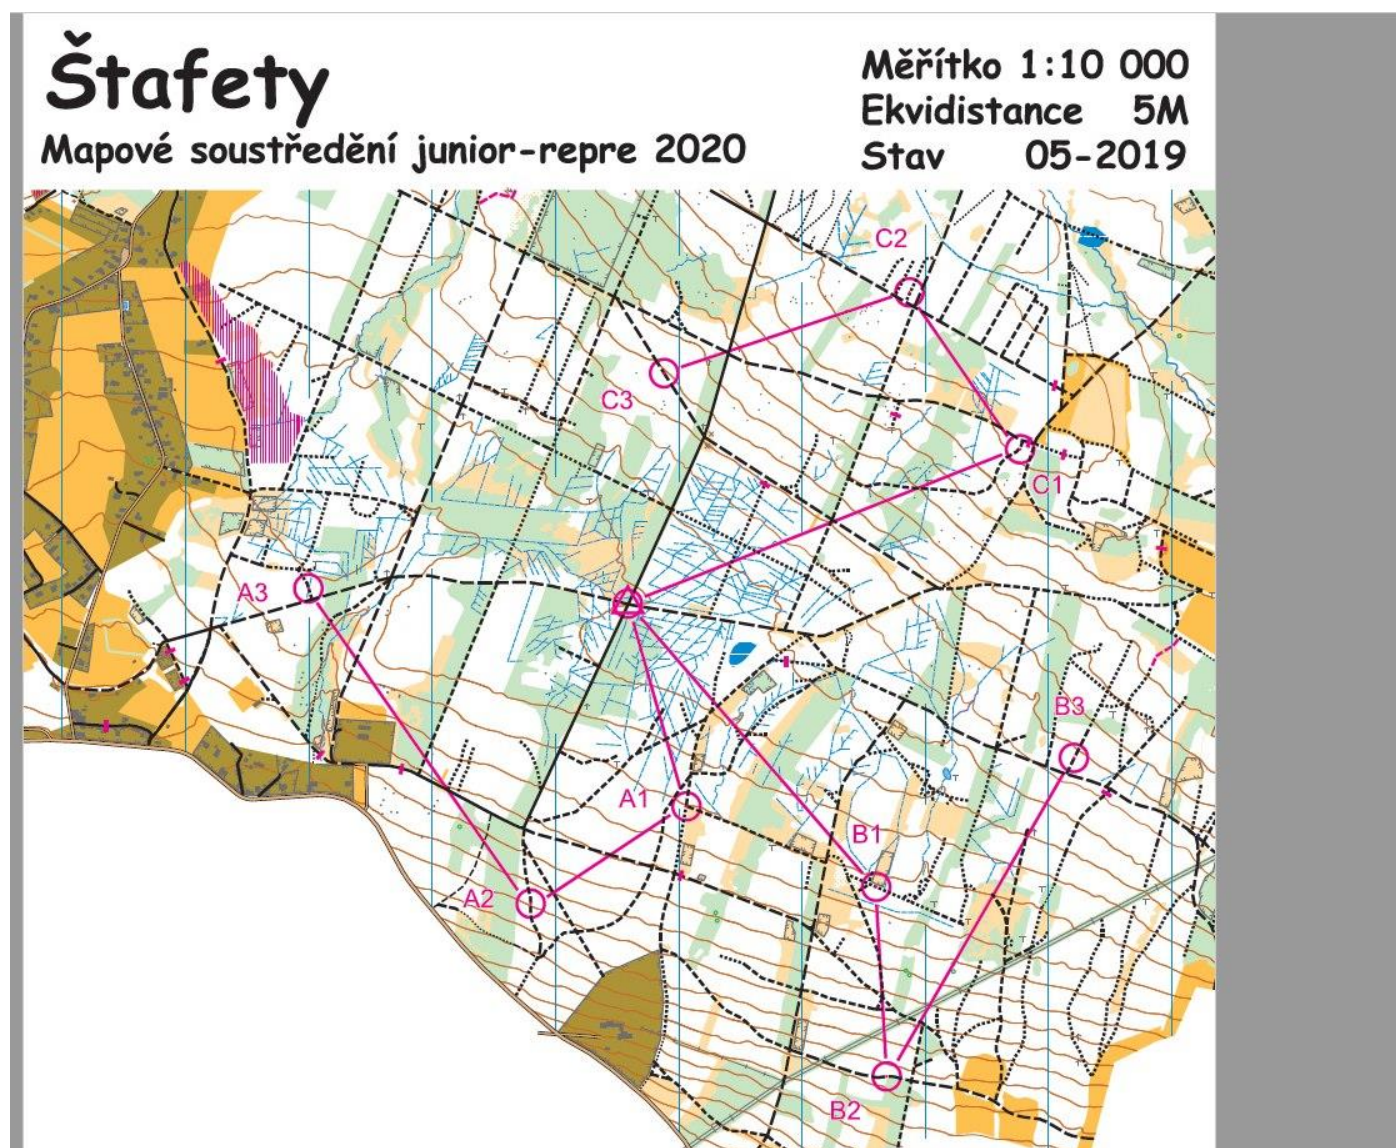 Štafety
Mapové soustředění junior-repre 2020
Měřítko 1:10 000
Ekvidistance 5M
Stav 05-2019
C2
C3
C1
A3
B3
A1
B1
A2
B2